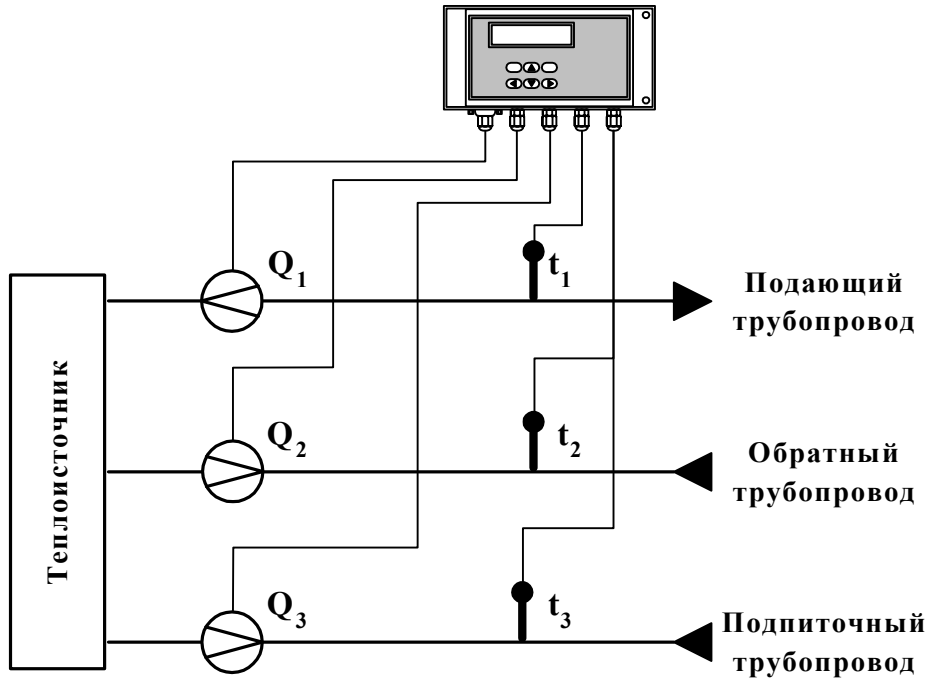 Q1
t1
Подающий
трубопровод
Теплоисточник
Q2
t2
Обратный
трубопровод
Q3
t3
Подпиточный
трубопровод